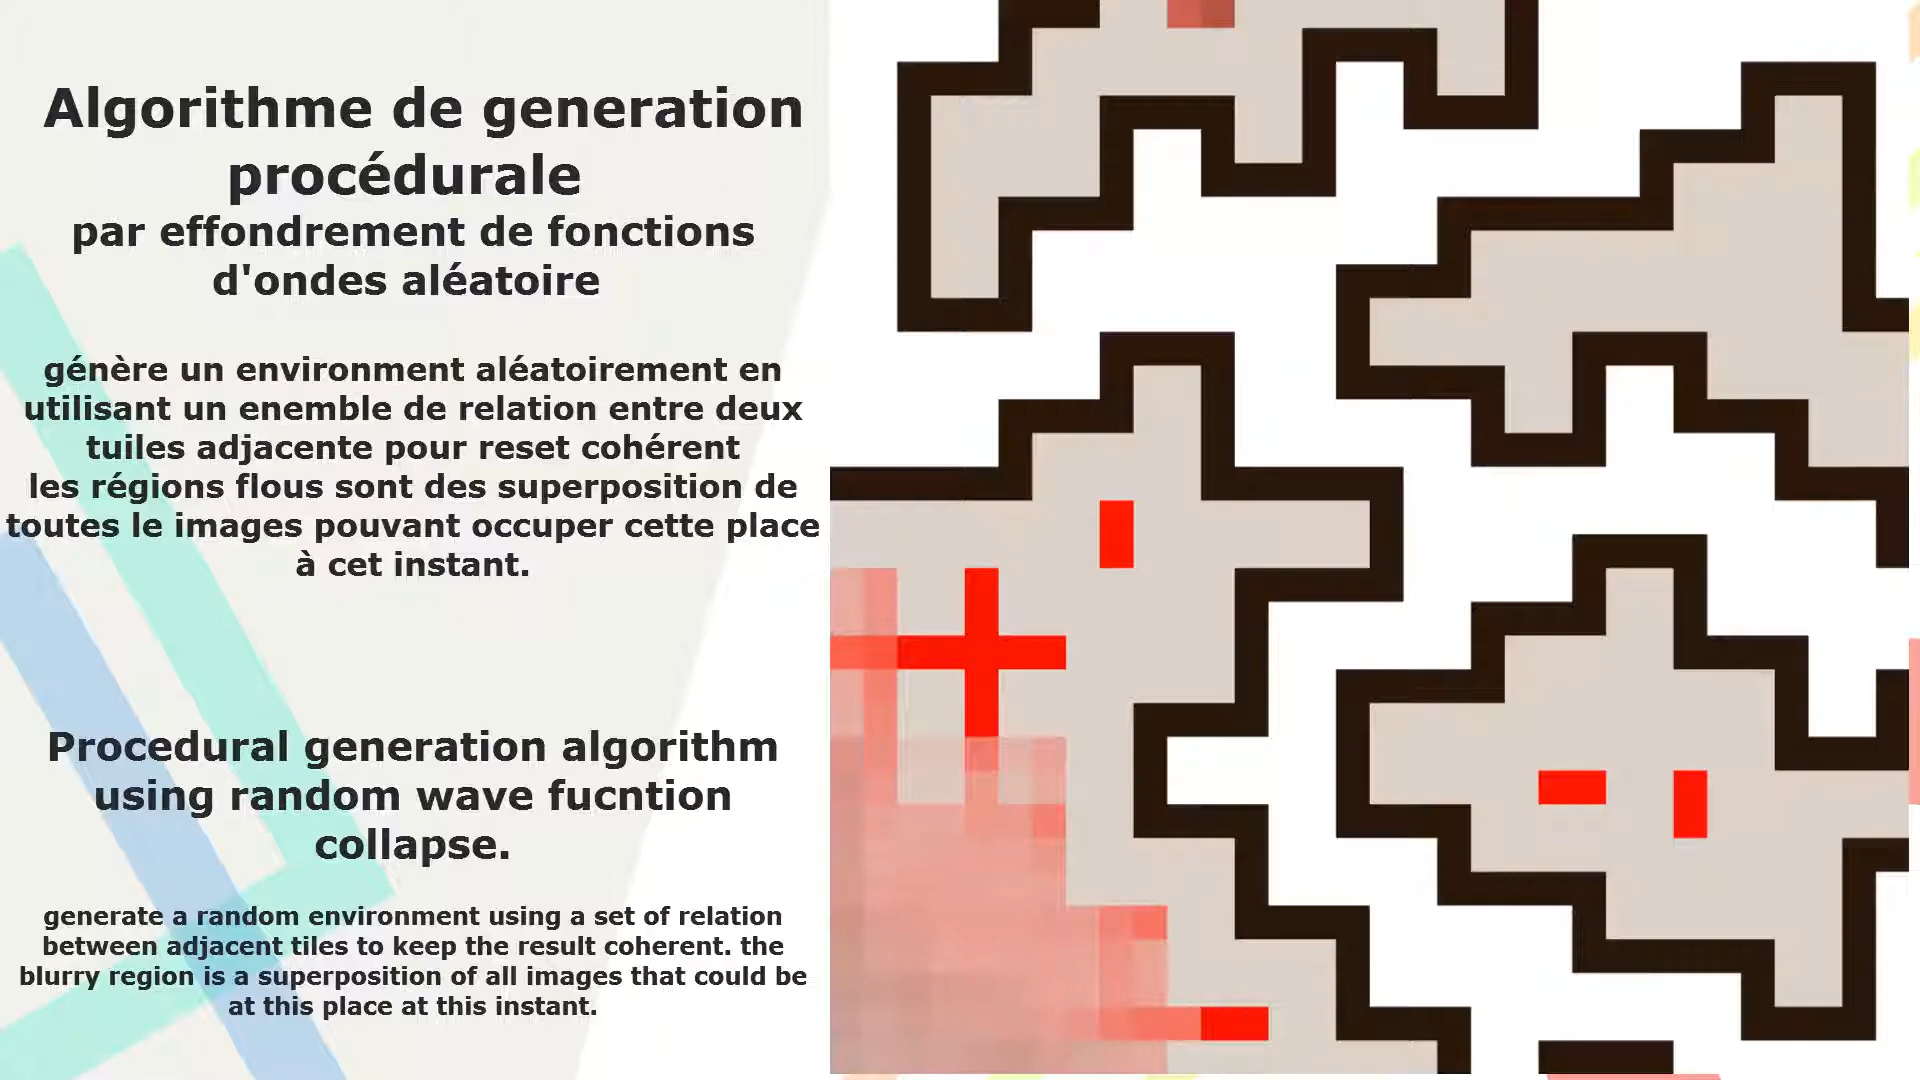 Algorithme de generation
procédurale
par effondrement de fonctions
d'ondes aléatoire
génère un environment aléatoirement en
utilisant un enemble de relation entre deux
tuiles adjacente pour reset cohérent
les régions flous sont des superposition de
toutes le images pouvant occuper cette place
à cet instant.
Procedural generation algorithm
using random wave fucntion
collapse.
generate a random environment using a set of relation
between adjacent tiles to keep the result coherent. the
blurry region is a superposition of all images that could be
at this place at this instant.